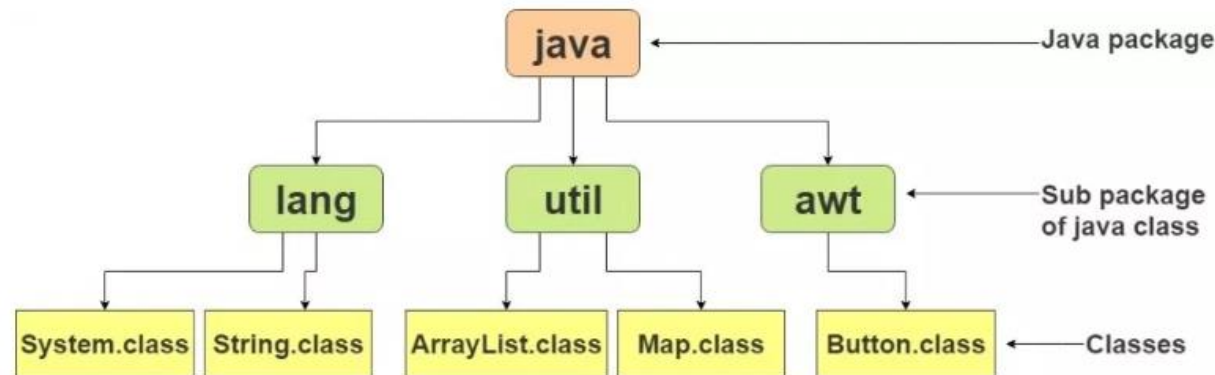 java
Java package
lang
util
awt
Sub package
of java class
System.class
String.class
ArrayList.class
Map.class
Button.class
Classes